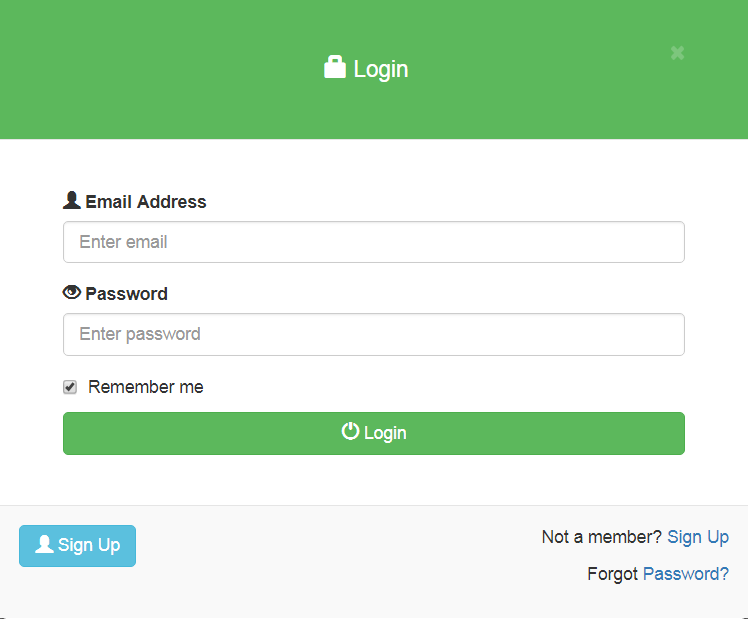 Login
×
Email Address
Enter email
Password
Enter password
Remember me
Login
Sign Up
Not a member? Sign Up
Forgot Password?